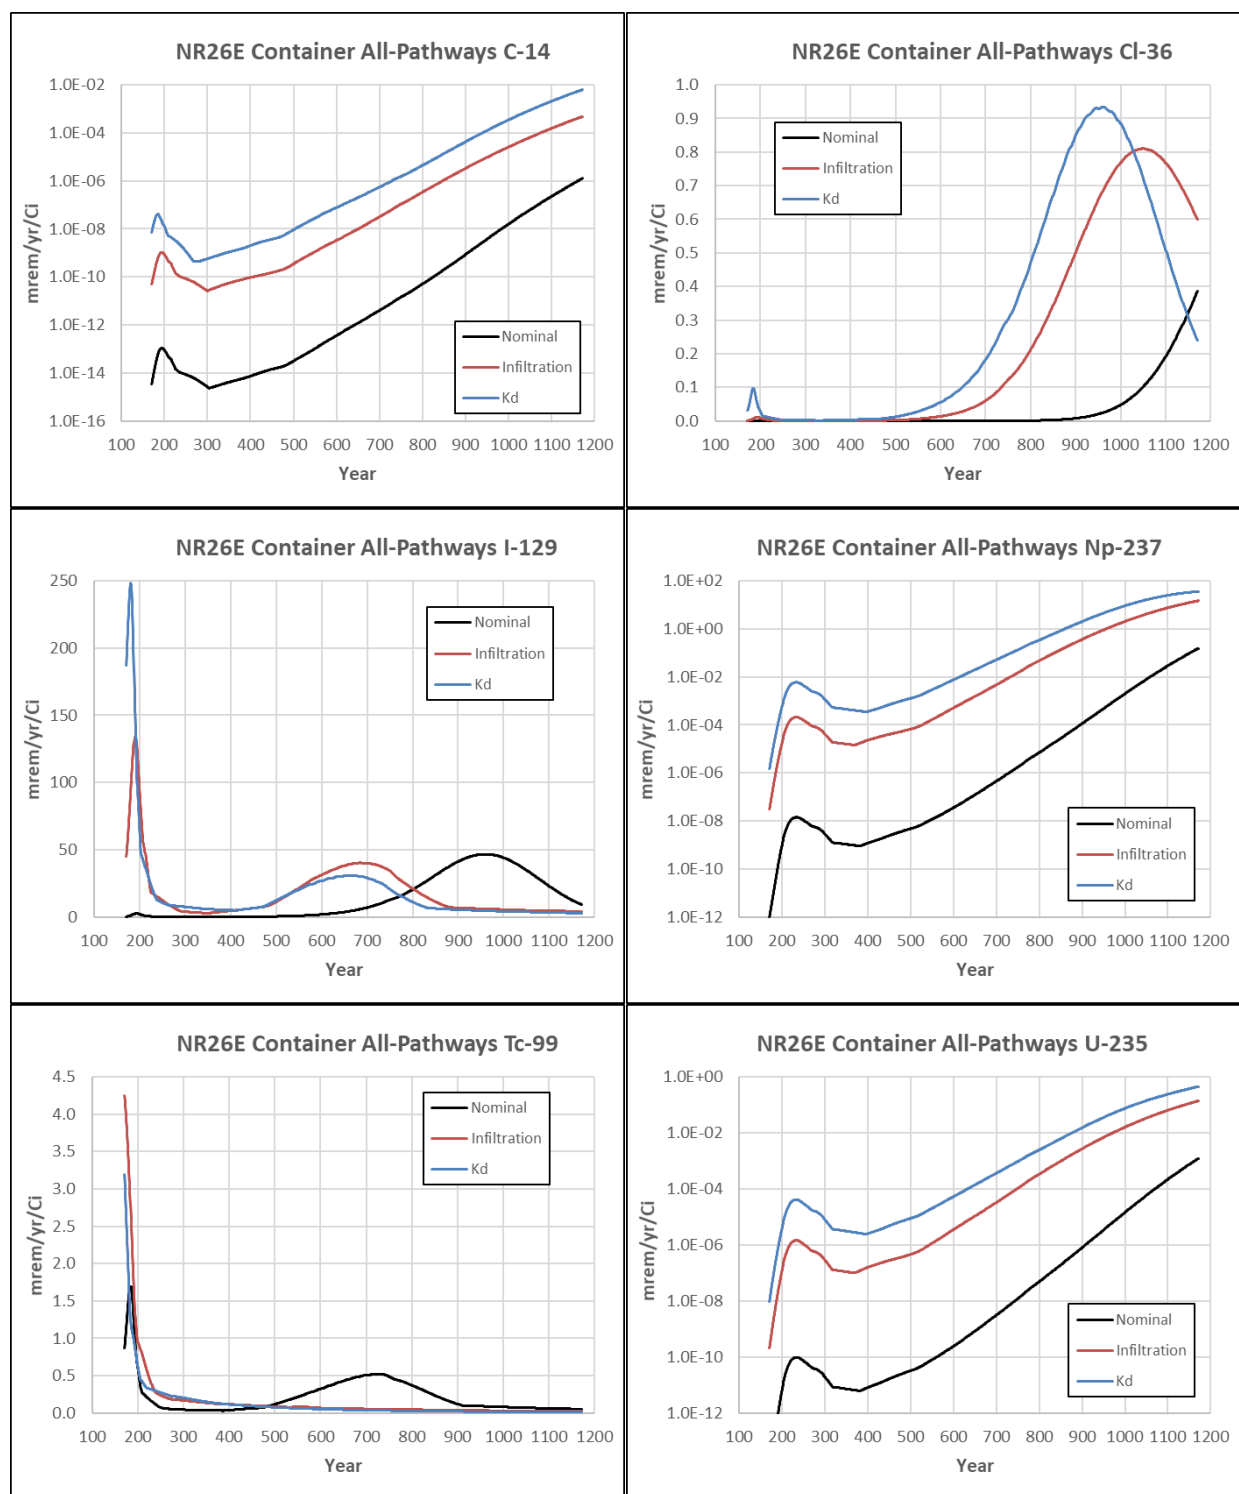 NR26E Container All-Pathways C-14
mrem/yr/Ci
1.0E-02
1.0E-04
1.0E-06
1.0E-08
1.0E-10
1.0E-12
1.0E-14
1.0E-16
Nominal
Infiltration
Kd
100 200 300 400 500 600 700 800 900 1000 1100 1200
Year
NR26E Container All-Pathways Cl-36
mrem/yr/Ci
1.0
0.9
0.8
0.7
0.6
0.5
0.4
0.3
0.2
0.1
0.0
Nominal
Infiltration
Kd
100 200 300 400 500 600 700 800 900 1000 1100 1200
Year
NR26E Container All-Pathways I-129
mrem/yr/Ci
250
200
150
100
50
0
Nominal
Infiltration
Kd
100 200 300 400 500 600 700 800 900 1000 1100 1200
Year
NR26E Container All-Pathways Np-237
mrem/yr/Ci
1.0E+02
1.0E+00
1.0E-02
1.0E-04
1.0E-06
1.0E-08
1.0E-10
1.0E-12
Nominal
Infiltration
Kd
100 200 300 400 500 600 700 800 900 1000 1100 1200
Year
NR26E Container All-Pathways Tc-99
mrem/yr/Ci
4.5
4.0
3.5
3.0
2.5
2.0
1.5
1.0
0.5
0.0
Nominal
Infiltration
Kd
100 200 300 400 500 600 700 800 900 1000 1100 1200
Year
NR26E Container All-Pathways U-235
mrem/yr/Ci
1.0E+00
1.0E-02
1.0E-04
1.0E-06
1.0E-08
1.0E-10
1.0E-12
Nominal
Infiltration
Kd
100 200 300 400 500 600 700 800 900 1000 1100 1200
Year